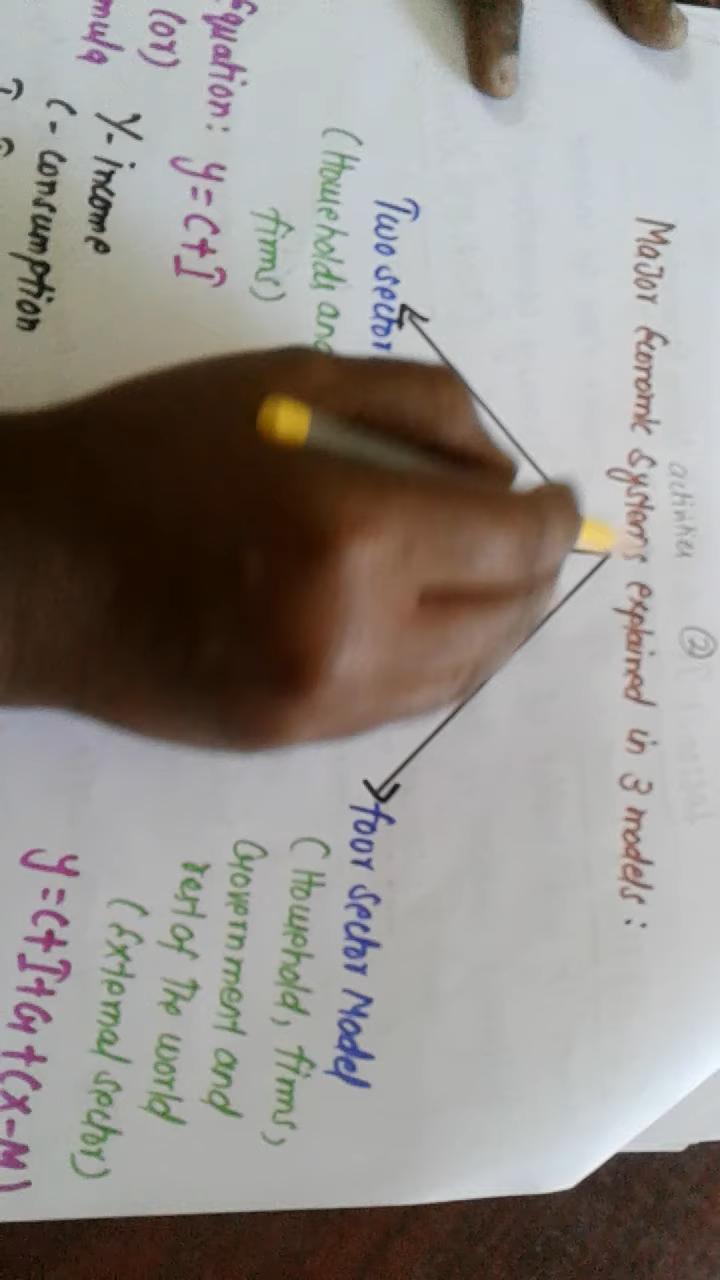 activities
②
Major Economic Systems explained in 3 models:
Two sector
(Households and
firms)
Equation: Y=C+I
(or)
Y-income
C-consumption
four sector Model
(Household, firms,
Government and
rest of the world
(External sector)
Y=C+I+G+(X-M)